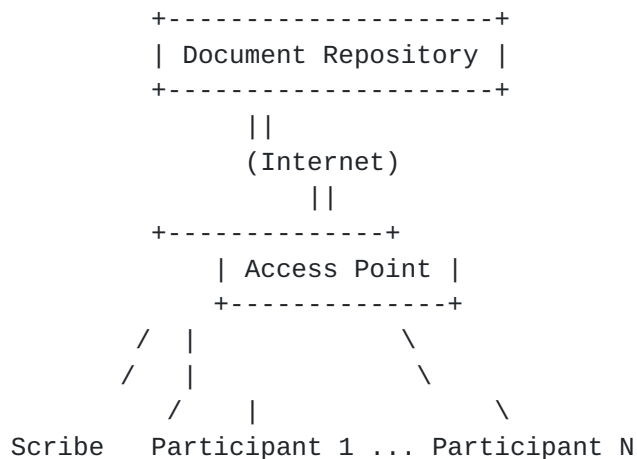 +---------------------+
| Document Repository |
+---------------------+
||
(Internet)
||
+--------------+
| Access Point |
+--------------+
/ | \
/ | \
/ | \
Scribe Participant 1 ... Participant N